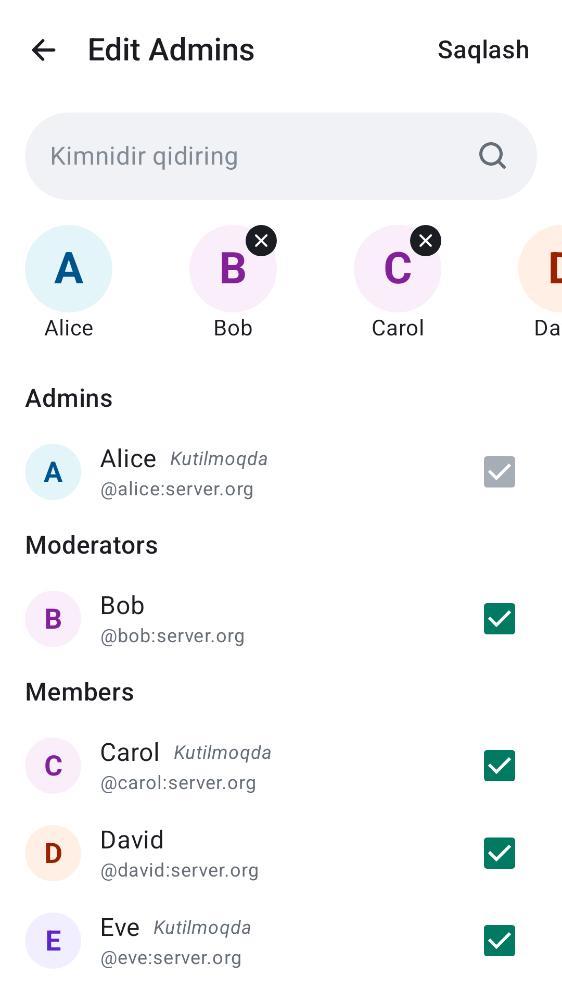 Edit Admins
Saqlash
Kimnidir qidiring
A
B
C
D
Alice
Bob
Carol
Da
Admins
A
Alice Kutilmoqda
@alice:server.org
Moderators
B
Bob
@bob:server.org
Members
C
Carol Kutilmoqda
@carol:server.org
D
David
@david:server.org
E
Eve Kutilmoqda
@eve:server.org